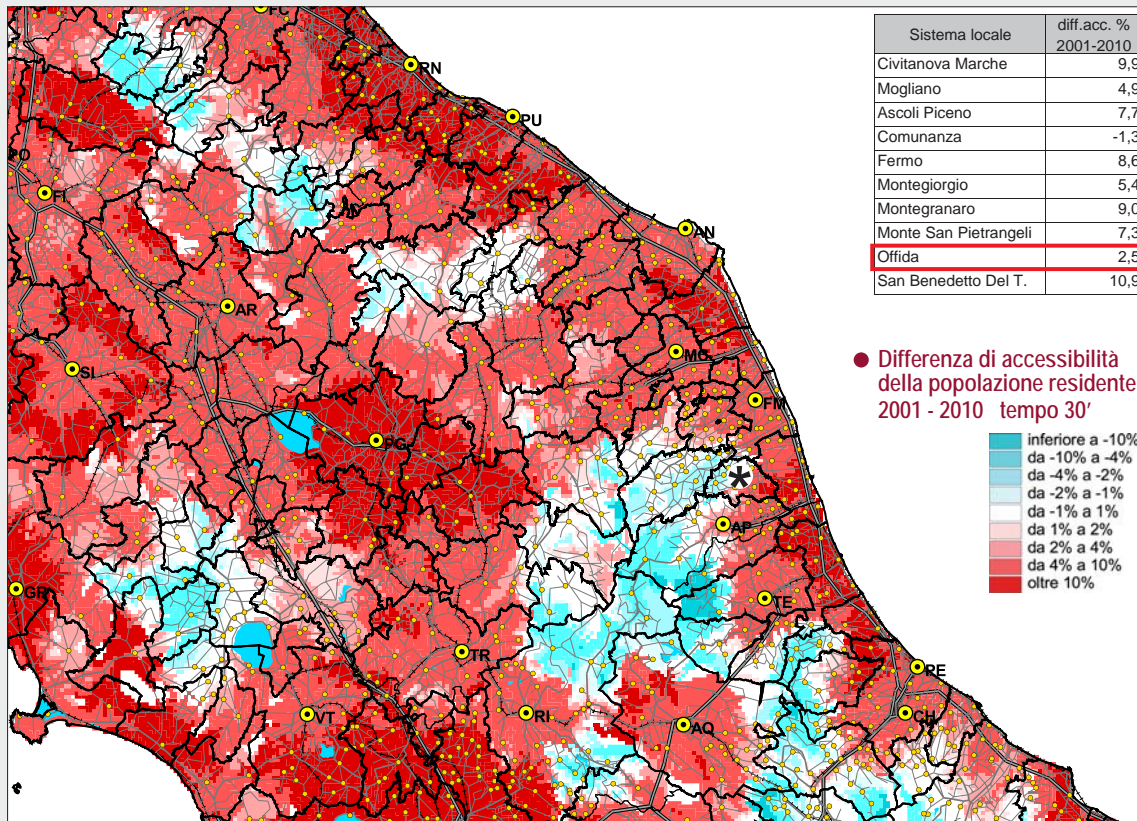 Sistema locale diff.acc. %
2001-2010
Civitanova Marche 9,9
Mogliano 4,9
Ascoli Piceno 7,7
Comunanza -1,3
Fermo 8,6
Montegiorgio 5,4
Montegranaro 9,0
Monte San Pietrangeli 7,3
Offida 2,5
San Benedetto Del T. 10,9
● Differenza di accessibilità
della popolazione residente
2001 - 2010 tempo 30'
inferiore a -10%
da -10% a -4%
da -4% a -2%
da -2% a -1%
da -1% a 1%
da 1% a 2%
da 2% a 4%
da 4% a 10%
oltre 10%
FC
RN
PU
FI
AN
AR
MC
SI
FM
PG
*
AP
GR
TE
TR
PE
VT
RI
AQ
CH